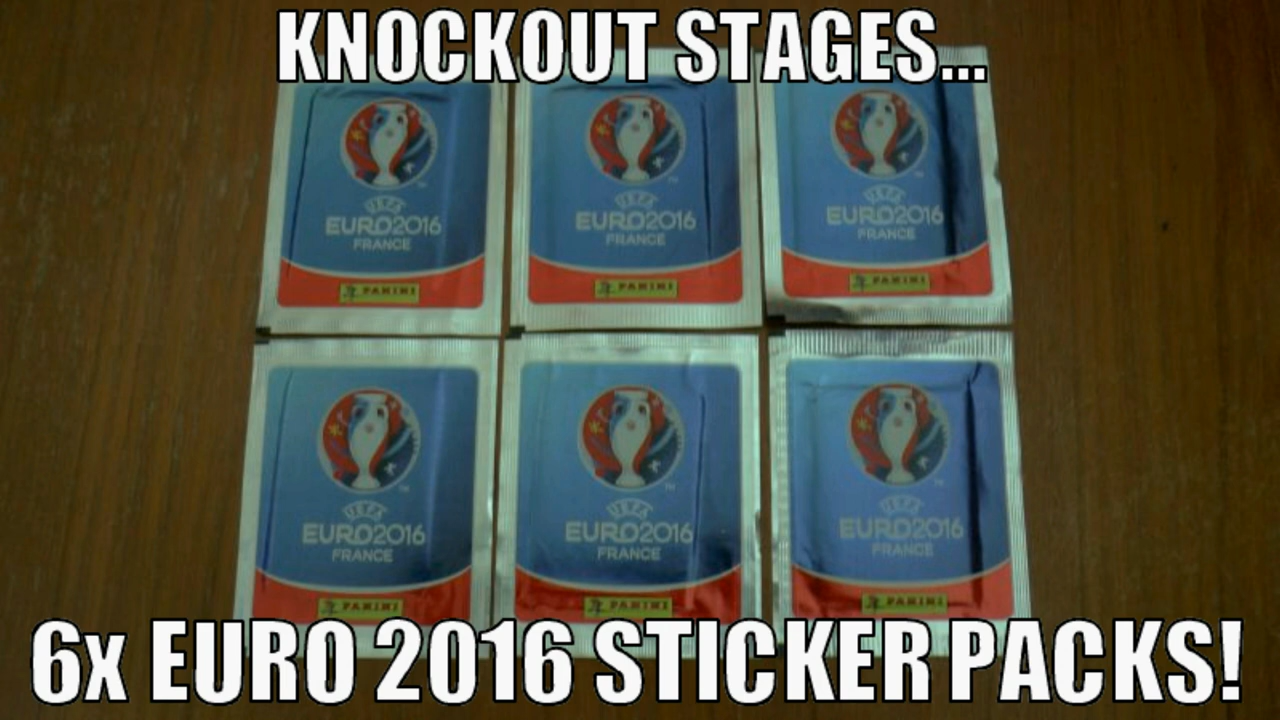 KNOCKOUT STAGES...
UEFA
EURO2016
FRANCE
PANINI
UEFA
EURO2016
FRANCE
PANINI
UEFA
EURO2016
FRANCE
PANINI
UEFA
EURO2016
FRANCE
PANINI
UEFA
EURO2016
FRANCE
PANINI
UEFA
EURO2016
FRANCE
PANINI
6x EURO 2016 STICKER PACKS!